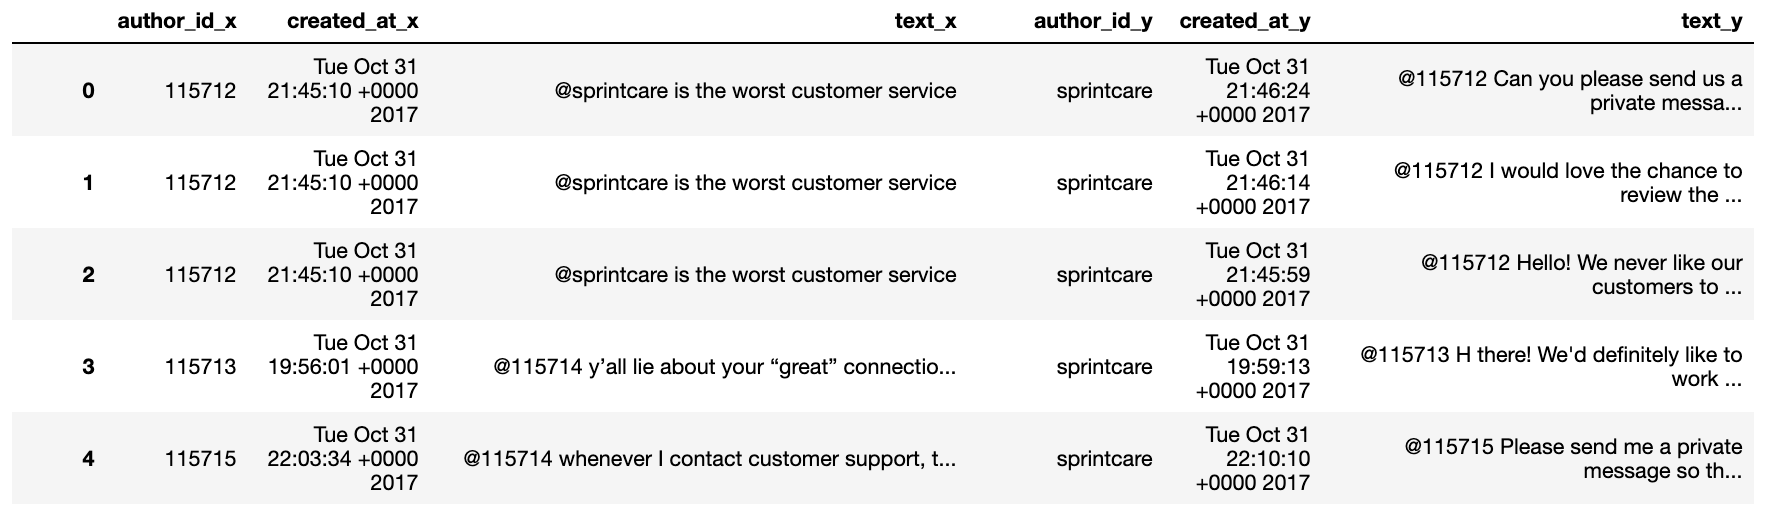 author_id_x created_at_x text_x author_id_y created_at_y text_y
0 115712 Tue Oct 31 21:45:10 +0000 2017 @sprintcare is the worst customer service sprintcare Tue Oct 31 21:46:24 +0000 2017 @115712 Can you please send us a private messa...
1 115712 Tue Oct 31 21:45:10 +0000 2017 @sprintcare is the worst customer service sprintcare Tue Oct 31 21:46:14 +0000 2017 @115712 I would love the chance to review the ...
2 115712 Tue Oct 31 21:45:10 +0000 2017 @sprintcare is the worst customer service sprintcare Tue Oct 31 21:45:59 +0000 2017 @115712 Hello! We never like our customers to ...
3 115713 Tue Oct 31 19:56:01 +0000 2017 @115714 y’all lie about your “great” connectio... sprintcare Tue Oct 31 19:59:13 +0000 2017 @115713 H there! We'd definitely like to work ...
4 115715 Tue Oct 31 22:03:34 +0000 2017 @115714 whenever I contact customer support, t... sprintcare Tue Oct 31 22:10:10 +0000 2017 @115715 Please send me a private message so th...